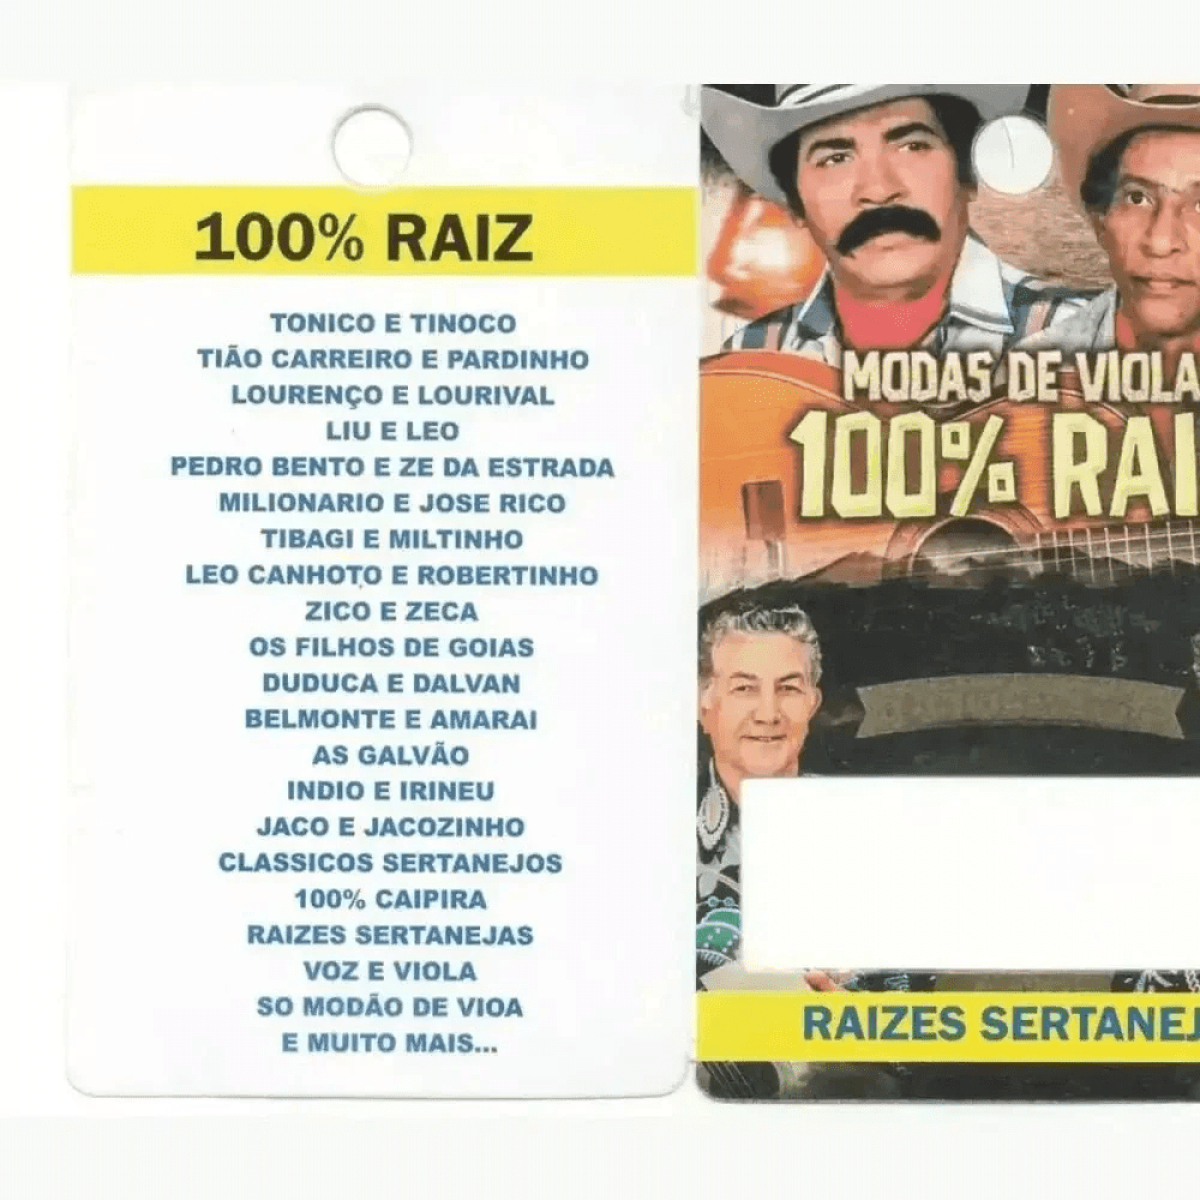 100% RAIZ
TONICO E TINOCO
TIÃO CARREIRO E PARDINHO
LOURENÇO E LOURIVAL
LIU E LEO
PEDRO BENTO E ZE DA ESTRADA
MILIONARIO E JOSE RICO
TIBAGI E MILTINHO
LEO CANHOTO E ROBERTINHO
ZICO E ZECA
OS FILHOS DE GOIAS
DUDUCA E DALVAN
BELMONTE E AMARAI
AS GALVÃO
INDIO E IRINEU
JACO E JACOZINHO
CLASSICOS SERTANEJOS
100% CAIPIRA
RAIZES SERTANEJAS
VOZ E VIOLA
SO MODÃO DE VIOA
E MUITO MAIS...
MODAS DE VIOLA
100% RAI
RAIZES SERTANEJ